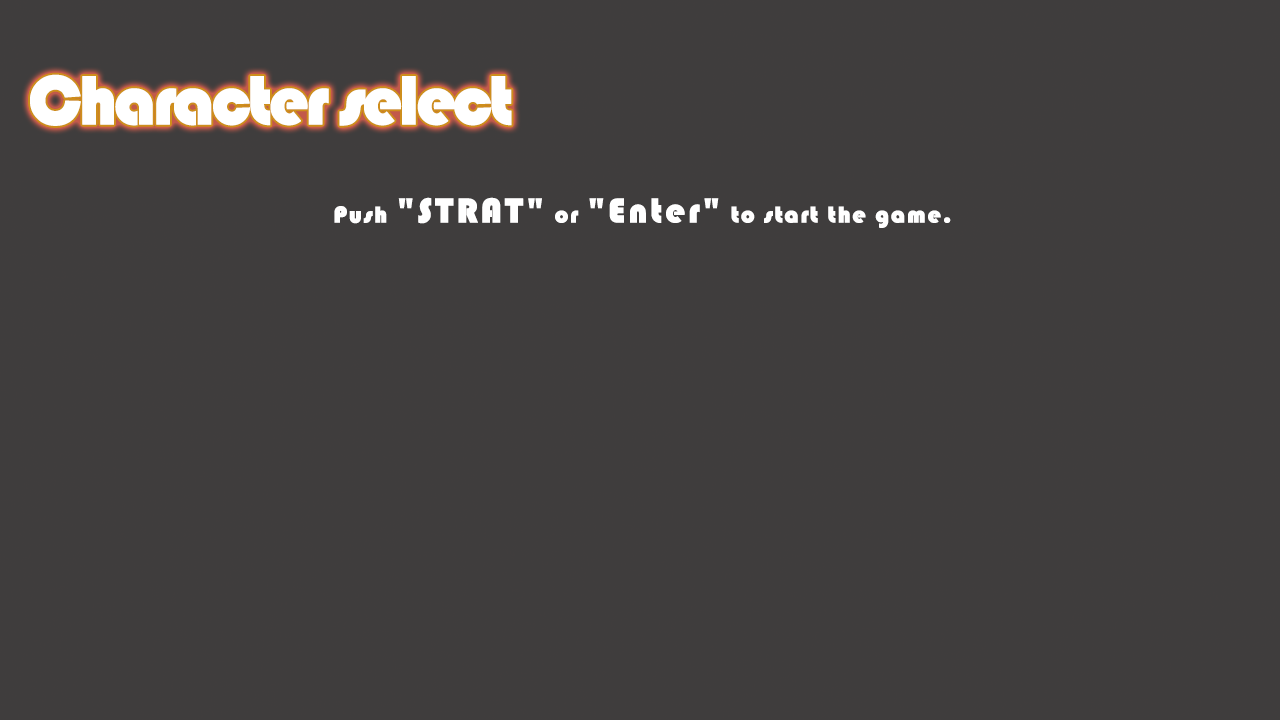 Character select
Push "STRAT" or "Enter" to start the game.